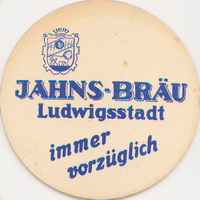 JAHNS-BRÄU
Ludwigsstadt
immer
vorzüglich